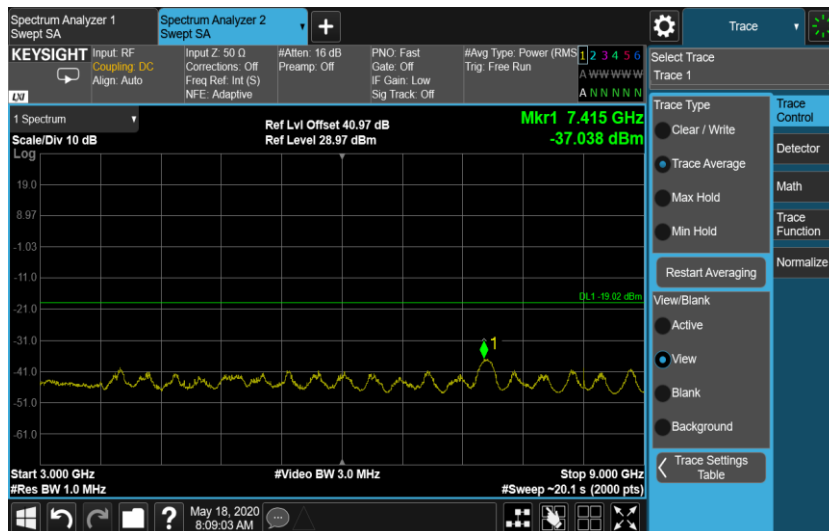 Spectrum Analyzer 1
Swept SA
Spectrum Analyzer 2
Swept SA
Trace
KEYSIGHT
LXI
Input: RF
Coupling: DC
Align: Auto
Input Z: 50 Ω
Corrections: Off
Freq Ref: Int (S)
NFE: Adaptive
#Atten: 16 dB
Preamp: Off
PNO: Fast
Gate: Off
IF Gain: Low
Sig Track: Off
#Avg Type: Power (RMS
Trig: Free Run
1 2 3 4 5 6
A W W W W W
A N N N N N
Select Trace
Trace 1
1 Spectrum
Scale/Div 10 dB
Log
Ref Lvl Offset 40.97 dB
Ref Level 28.97 dBm
Mkr1 7.415 GHz
-37.038 dBm
19.0
8.97
-1.03
-11.0
-21.0
-31.0
-41.0
-51.0
-61.0
DL1 -19.02 dBm
1
Start 3.000 GHz
#Res BW 1.0 MHz
#Video BW 3.0 MHz
Stop 9.000 GHz
#Sweep ~20.1 s (2000 pts)
Trace Type
Clear / Write
Trace Average
Max Hold
Min Hold
Restart Averaging
View/Blank
Active
View
Blank
Background
Trace Settings
Table
Trace
Control
Detector
Math
Trace
Function
Normalize
?
May 18, 2020
8:09:03 AM